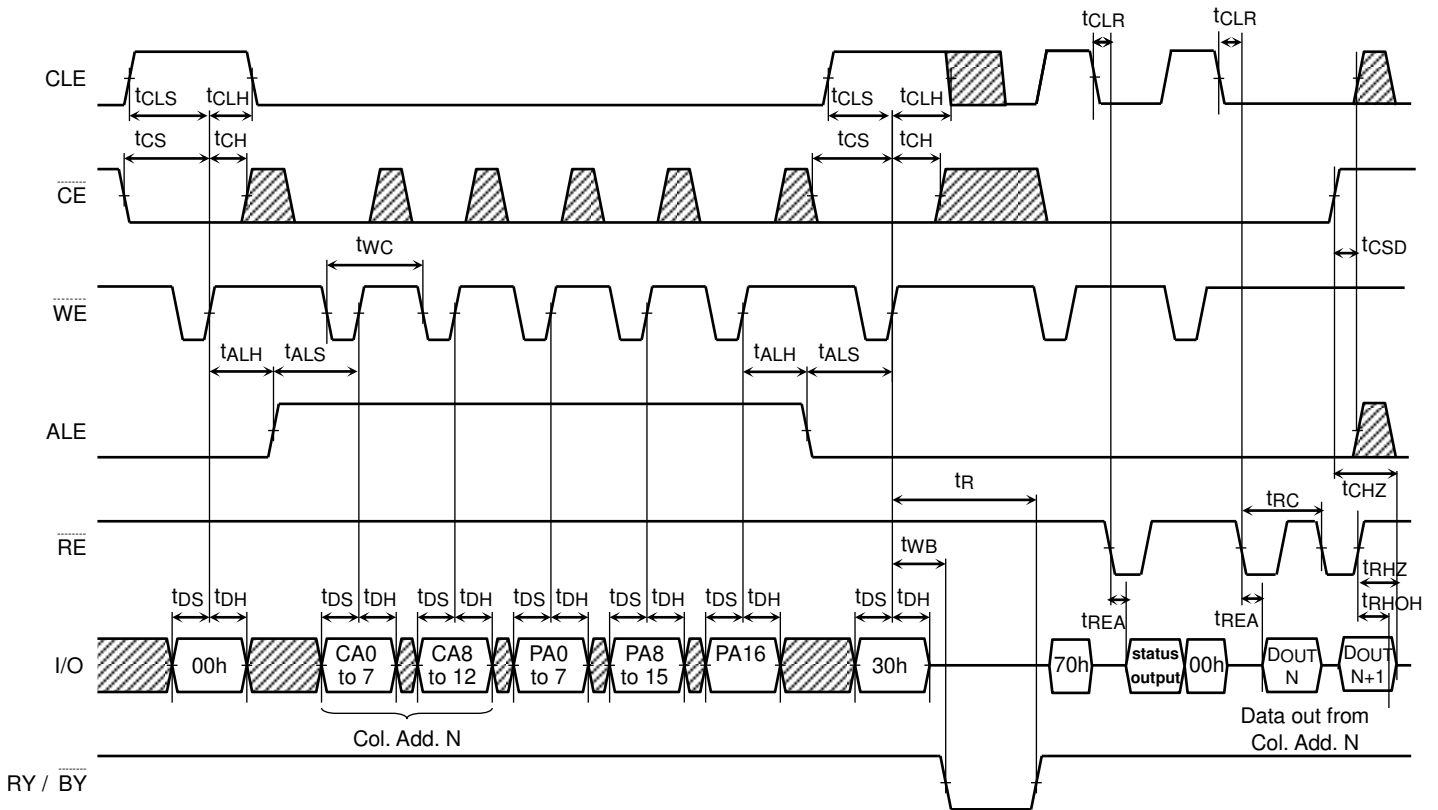 tCLR tCLR
CLE
tCLS tCLH tCLS tCLH
tCS tCH tCS tCH
CE
tWC tCSD
WE
tALH tALS tALH tALS
ALE
tR tCHZ
tRC
RE
tWB
tRHZ
tDS tDH tDS tDH tDS tDH tDS tDH tDS tDH tDS tDH tDS tDH tRHOH
tREA tREA
I/O 00h CA0 to 7 CA8 to 12 PA0 to 7 PA8 to 15 PA16 30h 70h status output 00h DOUT N DOUT N+1
Col. Add. N
Data out from
Col. Add. N
RY / BY